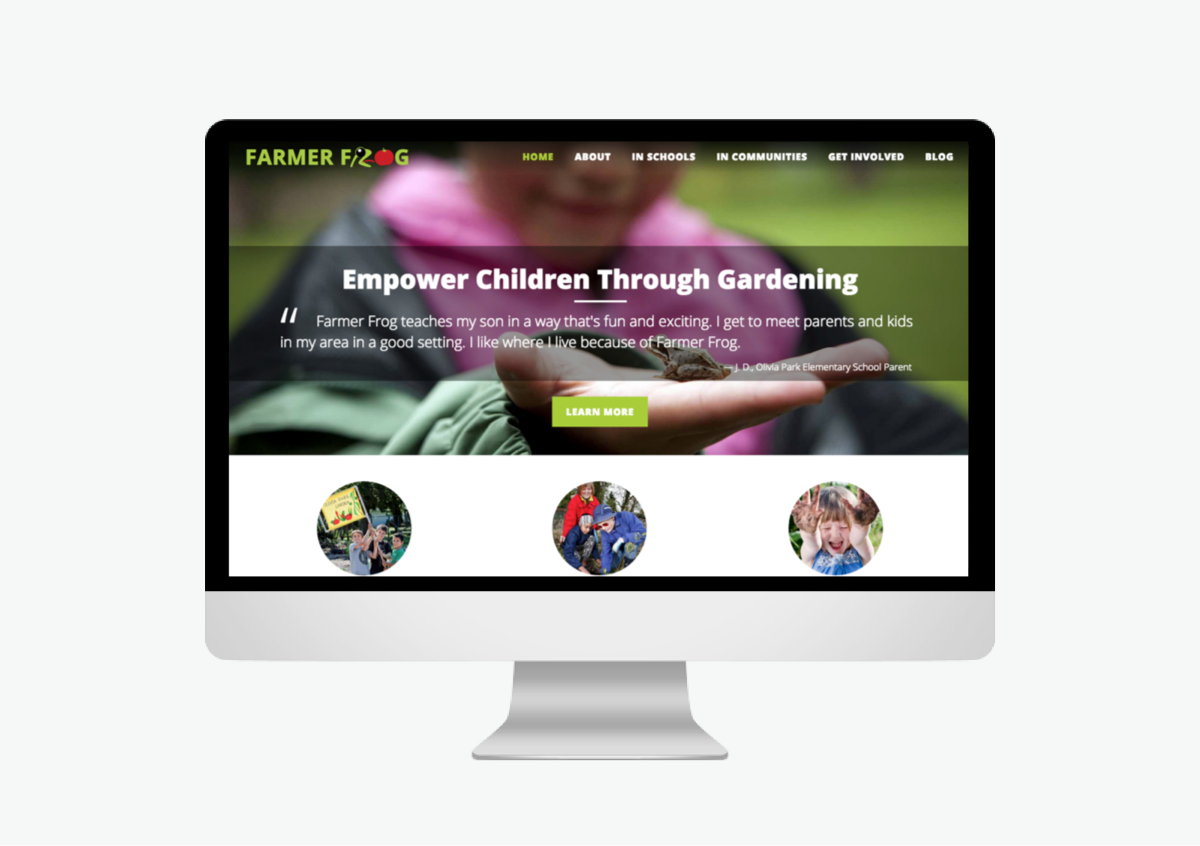 FARMER FROG
HOME ABOUT IN SCHOOLS IN COMMUNITIES GET INVOLVED BLOG
Empower Children Through Gardening
“ Farmer Frog teaches my son in a way that's fun and exciting. I get to meet parents and kids
in my area in a good setting. I like where I live because of Farmer Frog.
— J. D., Olivia Park Elementary School Parent
LEARN MORE